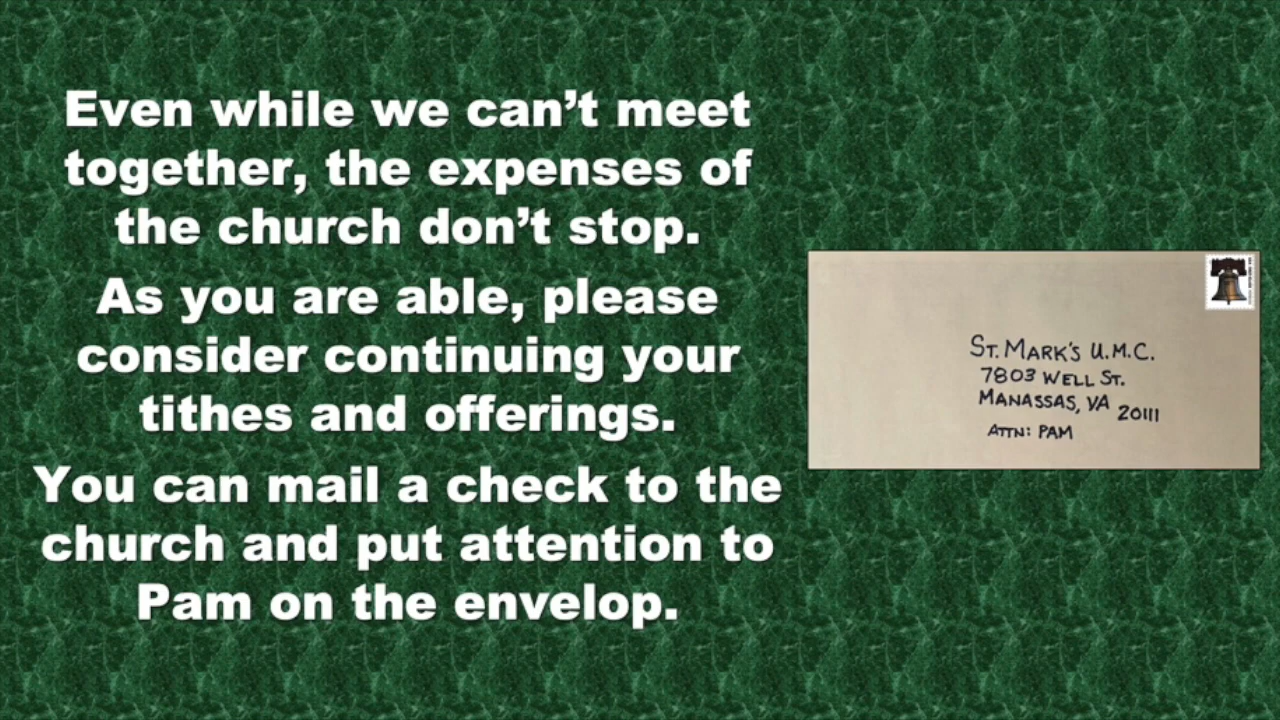 Even while we can’t meet
together, the expenses of
the church don’t stop.
As you are able, please
consider continuing your
tithes and offerings.
You can mail a check to the
church and put attention to
Pam on the envelop.
ST. MARK'S U.M.C.
7803 WELL ST.
MANASSAS, VA 20111
ATTN: PAM